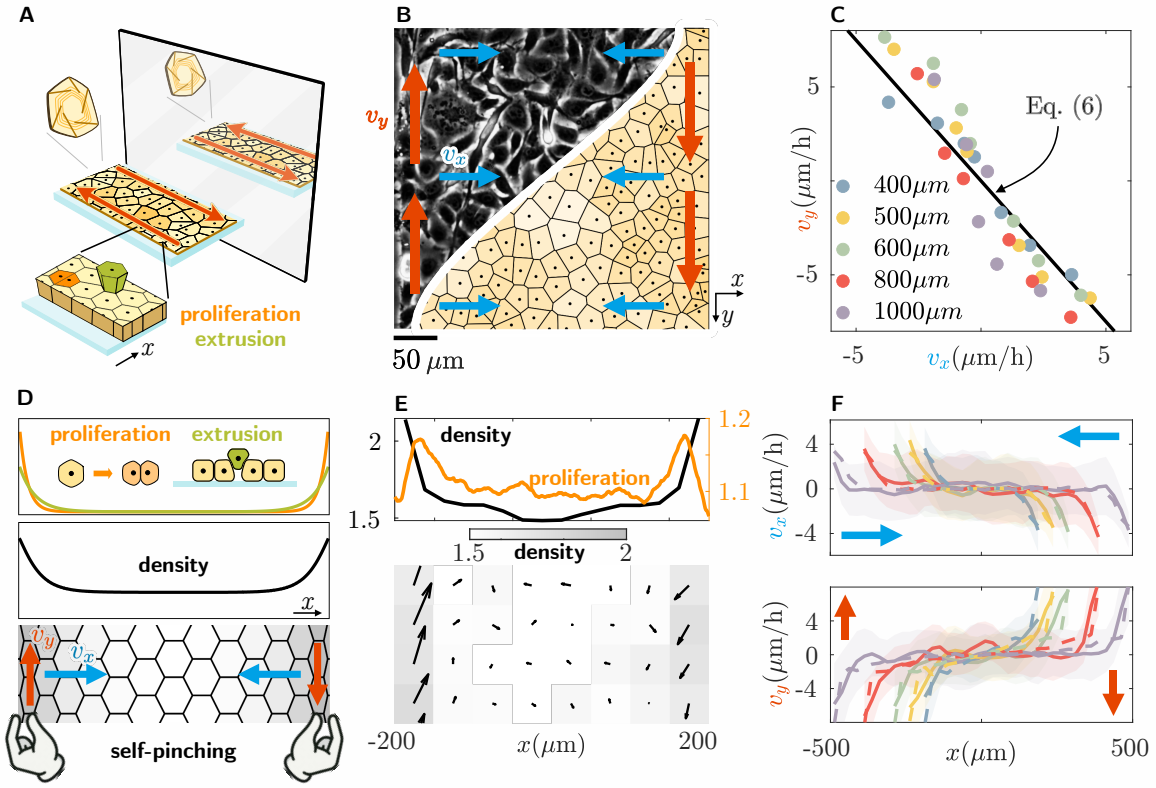 A
proliferation
extrusion
x
B
v_y
v_x
x
y
50 μm
C
5
-5
v_y(μm/h)
Eq. (6)
400μm
500μm
600μm
800μm
1000μm
-5
v_x(μm/h)
5
D
proliferation
extrusion
density
x
v_y
v_x
self-pinching
E
2
1.5
density
proliferation
1.2
1.1
1.5
density
2
-200
x(μm)
200
F
4
0
-4
v_x(μm/h)
4
0
-4
v_y(μm/h)
-500
x(μm)
500